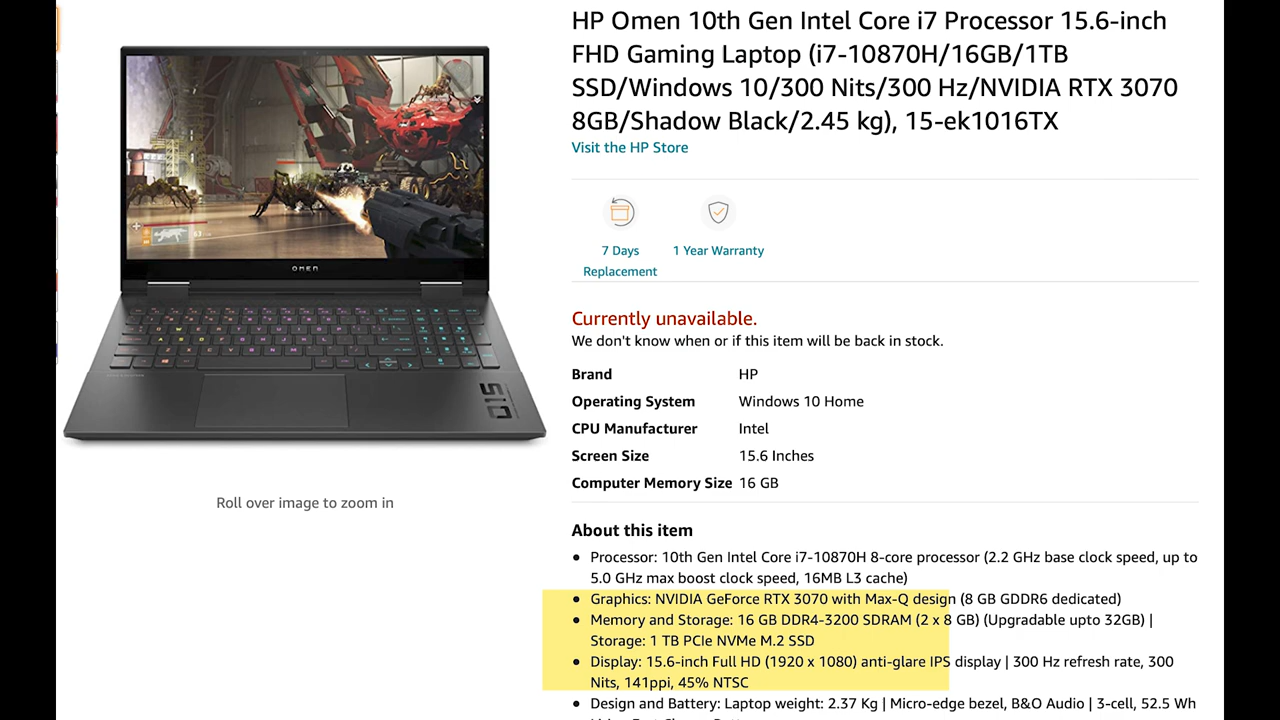 HP Omen 10th Gen Intel Core i7 Processor 15.6-inch
FHD Gaming Laptop (i7-10870H/16GB/1TB
SSD/Windows 10/300 Nits/300 Hz/NVIDIA RTX 3070
8GB/Shadow Black/2.45 kg), 15-ek1016TX
Visit the HP Store
7 Days
Replacement
1 Year Warranty
OMEN
Currently unavailable.
We don't know when or if this item will be back in stock.
Brand HP
Operating System Windows 10 Home
CPU Manufacturer Intel
Screen Size 15.6 Inches
Computer Memory Size 16 GB
Roll over image to zoom in
About this item
• Processor: 10th Gen Intel Core i7-10870H 8-core processor (2.2 GHz base clock speed, up to
5.0 GHz max boost clock speed, 16MB L3 cache)
• Graphics: NVIDIA GeForce RTX 3070 with Max-Q design (8 GB GDDR6 dedicated)
• Memory and Storage: 16 GB DDR4-3200 SDRAM (2 x 8 GB) (Upgradable upto 32GB) |
Storage: 1 TB PCIe NVMe M.2 SSD
• Display: 15.6-inch Full HD (1920 x 1080) anti-glare IPS display | 300 Hz refresh rate, 300
Nits, 141ppi, 45% NTSC
• Design and Battery: Laptop weight: 2.37 Kg | Micro-edge bezel, B&O Audio | 3-cell, 52.5 Wh